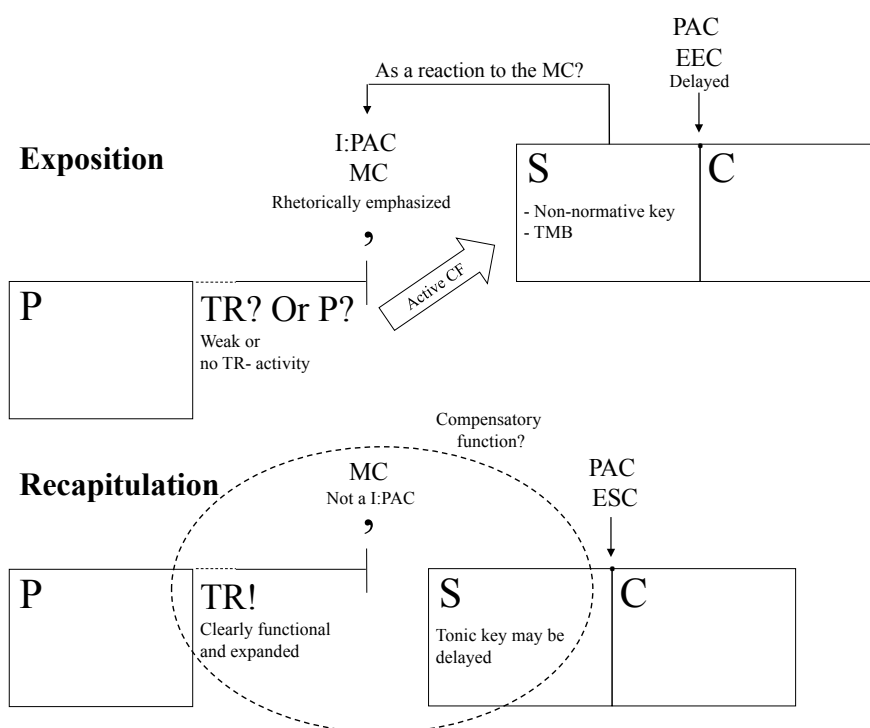 PAC
EEC
Delayed
As a reaction to the MC?
Exposition
I:PAC
MC
Rhetorically emphasized
,
S
- Non-normative key
- TMB
C
Active CF
P
TR? Or P?
Weak or
no TR- activity
Compensatory
function?
Recapitulation
MC
Not a I:PAC
,
PAC
ESC
P
TR!
Clearly functional
and expanded
S
Tonic key may be
delayed
C